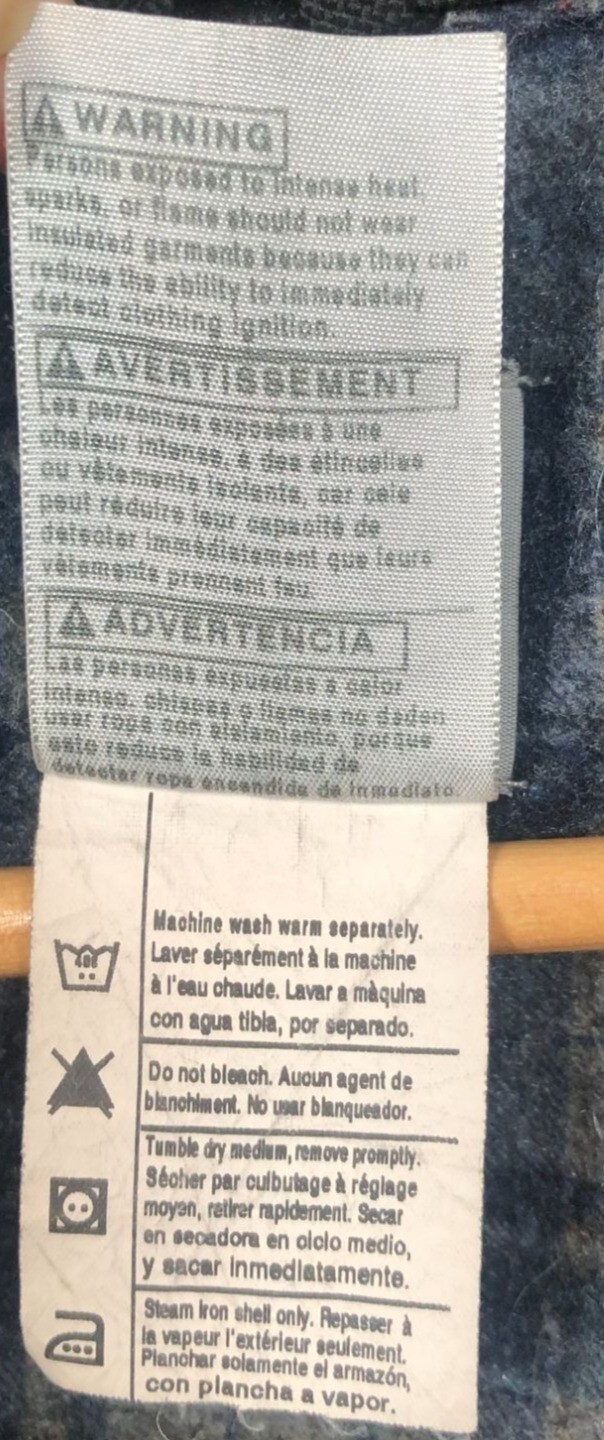 WARNING
Persons exposed to intense heat,
sparks, or flame should not wear
insulated garments because they can
reduce the ability to immediately
detect clothing ignition.
AVERTISSEMENT
Les personnes exposées à une
chaleur intense, à des étincelles
ou vêtements isolants, car cela
peut réduire leur capacité de
détecter immédiatement que leurs
vêtements prennent feu.
ADVERTENCIA
Las personas expuestas a calor
intenso, chispas o llamas no deden
usar ropa con aislamiento, porque
esto reduce la habilidad de
detectar ropa encendida de inmediato.
Machine wash warm separately.
Laver séparément à la machine
à l'eau chaude. Lavar a màquina
con agua tibla, por separado.
Do not bleach. Aucun agent de
blanchiment. No usar blanqueador.
Tumble dry medium, remove promptly.
Sécher par culbutage à réglage
moyen, retirer rapidement. Secar
en secadora en ciclo medio,
y sacar inmediatamente.
Steam iron shell only. Repasser à
la vapeur l'extérieur seulement.
Planchar solamente el armazón,
con plancha a vapor.